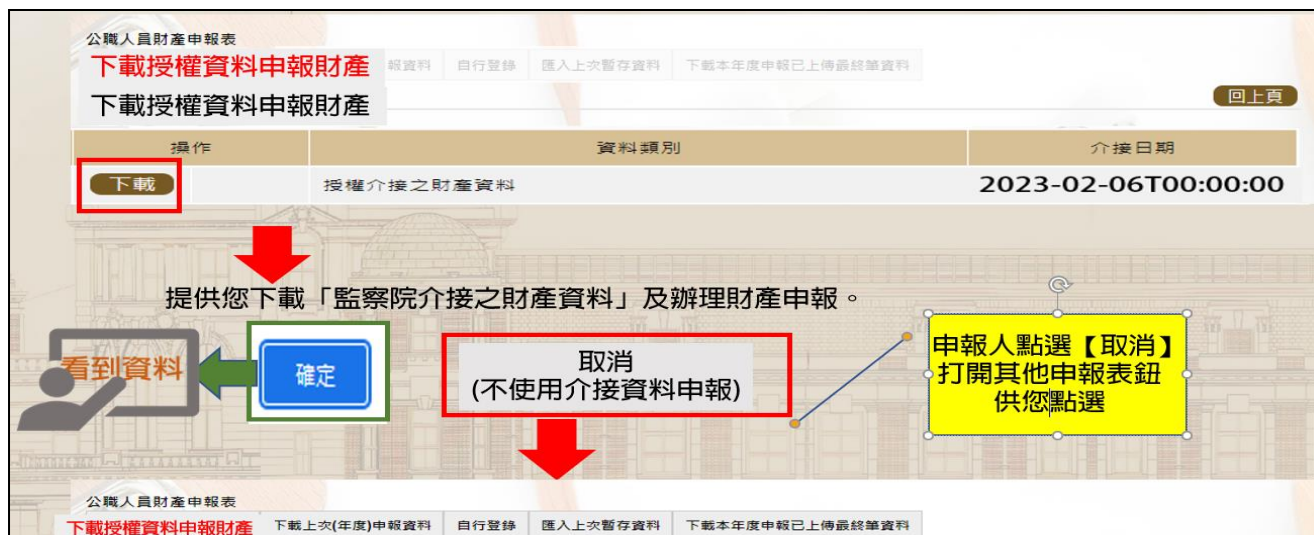 公職人員財產申報表
下載授權資料申報財產 報資料 自行登錄 匯入上次暫存資料 下載本年度申報已上傳最終筆資料
下載授權資料申報財產
回上頁
操作 資料類別 介接日期
下載 授權介接之財產資料 2023-02-06T00:00:00
提供您下載「監察院介接之財產資料」及辦理財產申報。
看到資料
確定
取消
(不使用介接資料申報)
申報人點選【取消】
打開其他申報表鈕
供您點選
公職人員財產申報表
下載授權資料申報財產 下載上次(年度)申報資料 自行登錄 匯入上次暫存資料 下載本年度申報已上傳最終筆資料